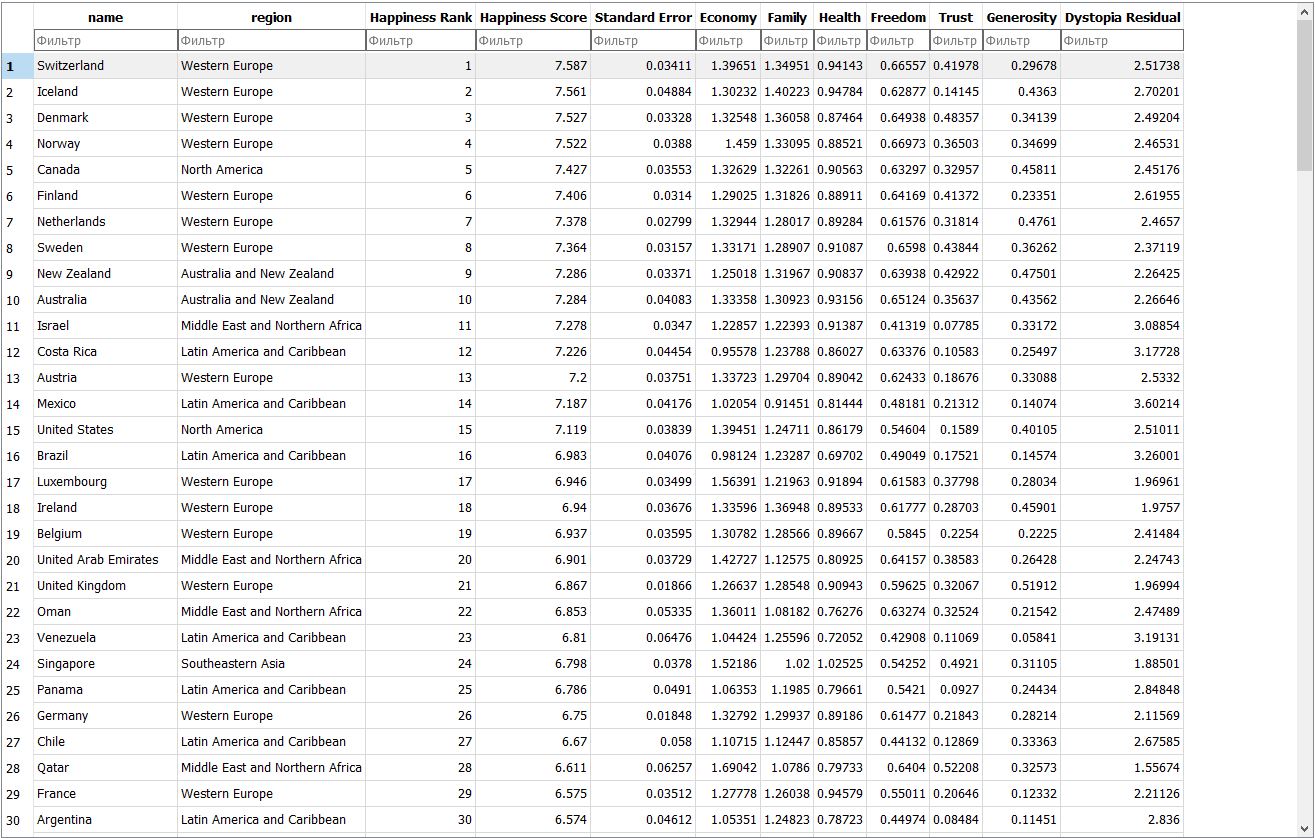 name region Happiness Rank Happiness Score Standard Error Economy Family Health Freedom Trust Generosity Dystopia Residual
Фильтр Фильтр Фильтр Фильтр Фильтр Фильтр Фильтр Фильтр Фильтр Фильтр Фильтр Фильтр
1 Switzerland Western Europe 1 7.587 0.03411 1.39651 1.34951 0.94143 0.66557 0.41978 0.29678 2.51738
2 Iceland Western Europe 2 7.561 0.04884 1.30232 1.40223 0.94784 0.62877 0.14145 0.4363 2.70201
3 Denmark Western Europe 3 7.527 0.03328 1.32548 1.36058 0.87464 0.64938 0.48357 0.34139 2.49204
4 Norway Western Europe 4 7.522 0.0388 1.459 1.33095 0.88521 0.66973 0.36503 0.34699 2.46531
5 Canada North America 5 7.427 0.03553 1.32629 1.32261 0.90563 0.63297 0.32957 0.45811 2.45176
6 Finland Western Europe 6 7.406 0.0314 1.29025 1.31826 0.88911 0.64169 0.41372 0.23351 2.61955
7 Netherlands Western Europe 7 7.378 0.02799 1.32944 1.28017 0.89284 0.61576 0.31814 0.4761 2.4657
8 Sweden Western Europe 8 7.364 0.03157 1.33171 1.28907 0.91087 0.6598 0.43844 0.36262 2.37119
9 New Zealand Australia and New Zealand 9 7.286 0.03371 1.25018 1.31967 0.90837 0.63938 0.42922 0.47501 2.26425
10 Australia Australia and New Zealand 10 7.284 0.04083 1.33358 1.30923 0.93156 0.65124 0.35637 0.43562 2.26646
11 Israel Middle East and Northern Africa 11 7.278 0.0347 1.22857 1.22393 0.91387 0.41319 0.07785 0.33172 3.08854
12 Costa Rica Latin America and Caribbean 12 7.226 0.04454 0.95578 1.23788 0.86027 0.63376 0.10583 0.25497 3.17728
13 Austria Western Europe 13 7.2 0.03751 1.33723 1.29704 0.89042 0.62433 0.18676 0.33088 2.5332
14 Mexico Latin America and Caribbean 14 7.187 0.04176 1.02054 0.91451 0.81444 0.48181 0.21312 0.14074 3.60214
15 United States North America 15 7.119 0.03839 1.39451 1.24711 0.86179 0.54604 0.1589 0.40105 2.51011
16 Brazil Latin America and Caribbean 16 6.983 0.04076 0.98124 1.23287 0.69702 0.49049 0.17521 0.14574 3.26001
17 Luxembourg Western Europe 17 6.946 0.03499 1.56391 1.21963 0.91894 0.61583 0.37798 0.28034 1.96961
18 Ireland Western Europe 18 6.94 0.03676 1.33596 1.36948 0.89533 0.61777 0.28703 0.45901 1.9757
19 Belgium Western Europe 19 6.937 0.03595 1.30782 1.28566 0.89667 0.5845 0.2254 0.2225 2.41484
20 United Arab Emirates Middle East and Northern Africa 20 6.901 0.03729 1.42727 1.12575 0.80925 0.64157 0.38583 0.26428 2.24743
21 United Kingdom Western Europe 21 6.867 0.01866 1.26637 1.28548 0.90943 0.59625 0.32067 0.51912 1.96994
22 Oman Middle East and Northern Africa 22 6.853 0.05335 1.36011 1.08182 0.76276 0.63274 0.32524 0.21542 2.47489
23 Venezuela Latin America and Caribbean 23 6.81 0.06476 1.04424 1.25596 0.72052 0.42908 0.11069 0.05841 3.19131
24 Singapore Southeastern Asia 24 6.798 0.0378 1.52186 1.02 1.02525 0.54252 0.4921 0.31105 1.88501
25 Panama Latin America and Caribbean 25 6.786 0.0491 1.06353 1.1985 0.79661 0.5421 0.0927 0.24434 2.84848
26 Germany Western Europe 26 6.75 0.01848 1.32792 1.29937 0.89186 0.61477 0.21843 0.28214 2.11569
27 Chile Latin America and Caribbean 27 6.67 0.058 1.10715 1.12447 0.85857 0.44132 0.12869 0.33363 2.67585
28 Qatar Middle East and Northern Africa 28 6.611 0.06257 1.69042 1.0786 0.79733 0.6404 0.52208 0.32573 1.55674
29 France Western Europe 29 6.575 0.03512 1.27778 1.26038 0.94579 0.55011 0.20646 0.12332 2.21126
30 Argentina Latin America and Caribbean 30 6.574 0.04612 1.05351 1.24823 0.78723 0.44974 0.08484 0.11451 2.836